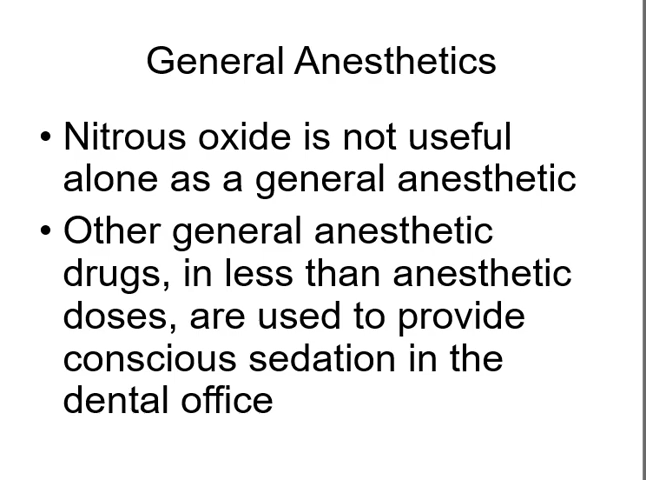 General Anesthetics
• Nitrous oxide is not useful
alone as a general anesthetic
• Other general anesthetic
drugs, in less than anesthetic
doses, are used to provide
conscious sedation in the
dental office